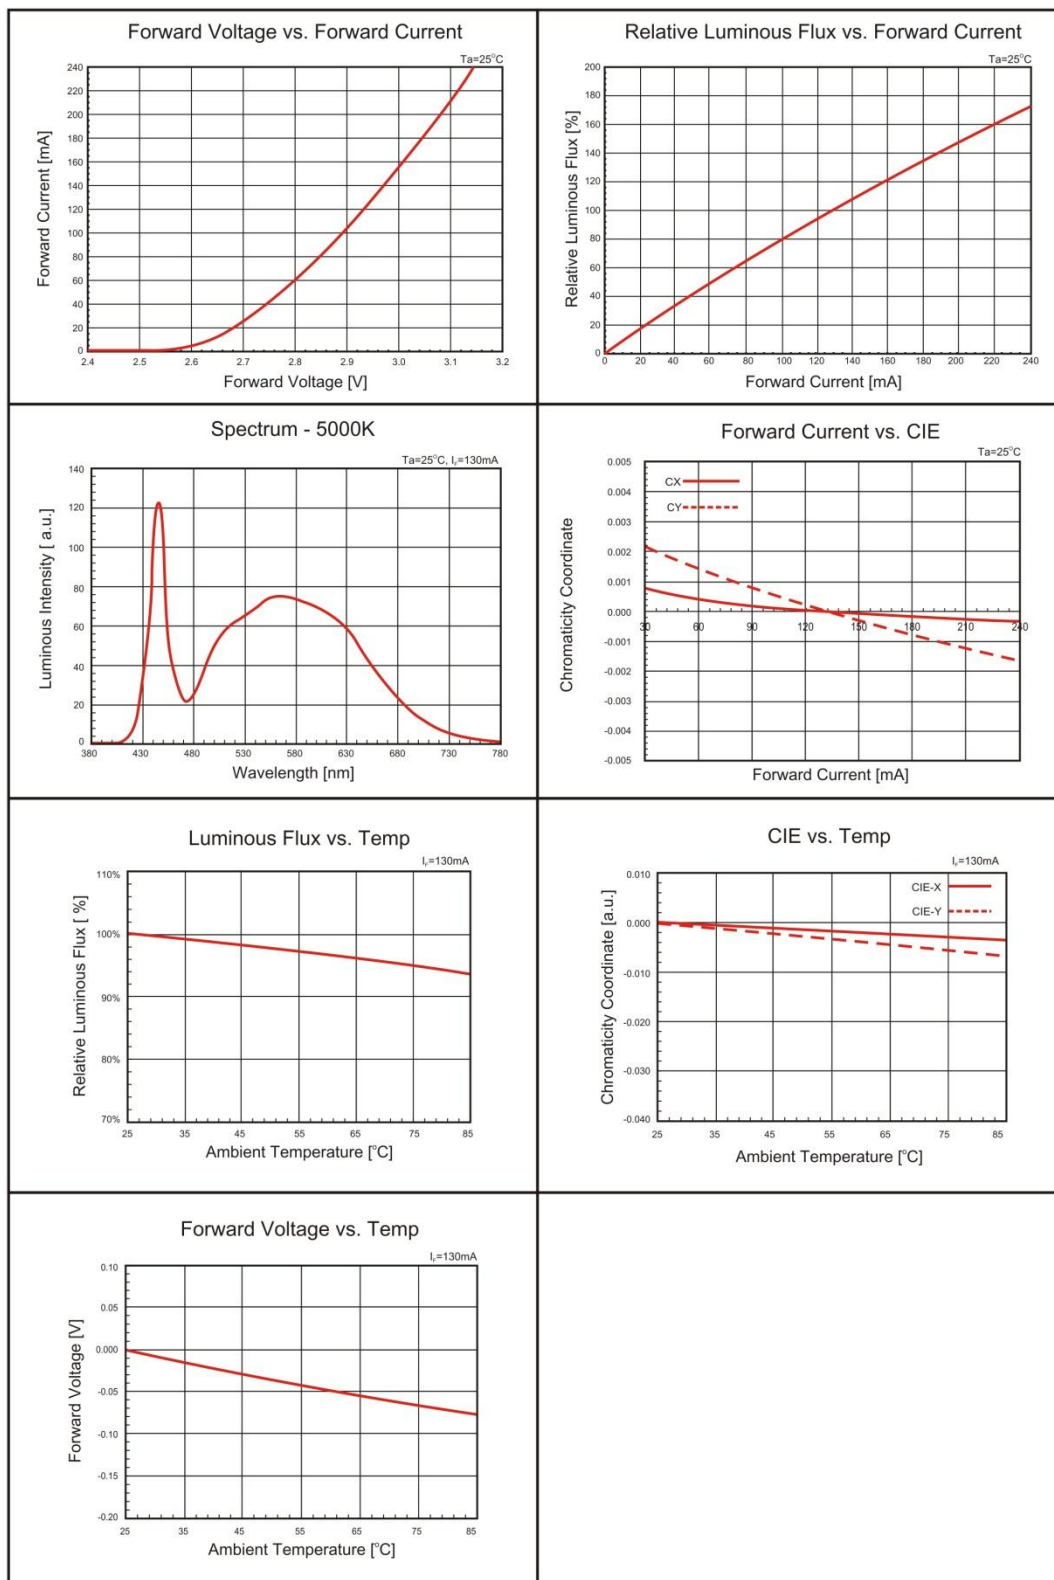 Forward Voltage vs. Forward Current
Ta=25°C
Forward Current [mA]
240
220
200
180
160
140
120
100
80
60
40
20
0
2.4 2.5 2.6 2.7 2.8 2.9 3.0 3.1 3.2
Forward Voltage [V]
Relative Luminous Flux vs. Forward Current
Ta=25°C
Relative Luminous Flux [%]
200
180
160
140
120
100
80
60
40
20
0
0 20 40 60 80 100 120 140 160 180 200 220 240
Forward Current [mA]
Spectrum - 5000K
Ta=25°C, IF=130mA
Luminous Intensity [ a.u.]
140
120
100
80
60
40
20
0
380 430 480 530 580 630 680 730 780
Wavelength [nm]
Forward Current vs. CIE
Ta=25°C
Chromaticity Coordinate
CX
CY
0.005
0.004
0.003
0.002
0.001
0.000
-0.001
-0.002
-0.003
-0.004
-0.005
30 60 90 120 150 180 210 240
Forward Current [mA]
Luminous Flux vs. Temp
IF=130mA
Relative Luminous Flux [ %]
110%
100%
90%
80%
70%
25 35 45 55 65 75 85
Ambient Temperature [°C]
CIE vs. Temp
IF=130mA
Chromaticity Coordinate [a.u.]
CIE-X
CIE-Y
0.010
0.000
-0.010
-0.020
-0.030
-0.040
25 35 45 55 65 75 85
Ambient Temperature [°C]
Forward Voltage vs. Temp
IF=130mA
Forward Voltage [V]
0.10
0.05
0.000
-0.05
-0.10
-0.15
-0.20
25 35 45 55 65 75 85
Ambient Temperature [°C]